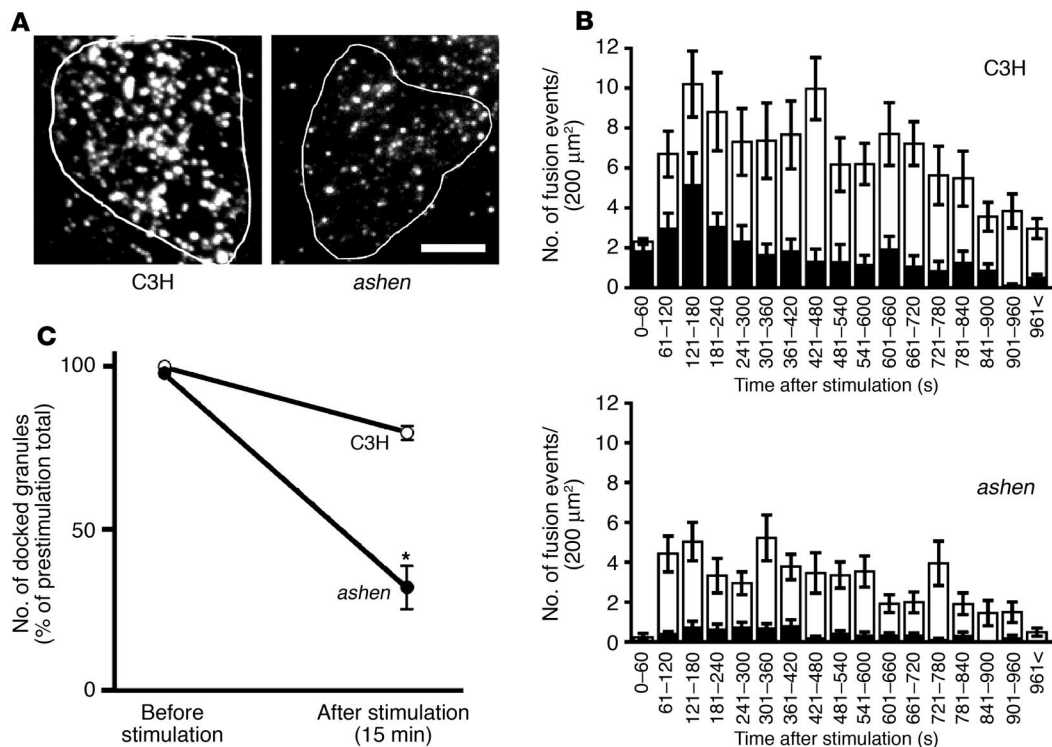 A
C3H
ashen
B
No. of fusion events/
(200 µm²)
12
10
8
6
4
2
0
C3H
0–60
61–120
121–180
181–240
241–300
301–360
361–420
421–480
481–540
541–600
601–660
661–720
721–780
781–840
841–900
901–960
961<
Time after stimulation (s)
No. of fusion events/
(200 µm²)
12
10
8
6
4
2
0
ashen
0–60
61–120
121–180
181–240
241–300
301–360
361–420
421–480
481–540
541–600
601–660
661–720
721–780
781–840
841–900
901–960
961<
Time after stimulation (s)
C
No. of docked granules
(% of prestimulation total)
100
50
0
C3H
*
ashen
Before
stimulation
After stimulation
(15 min)